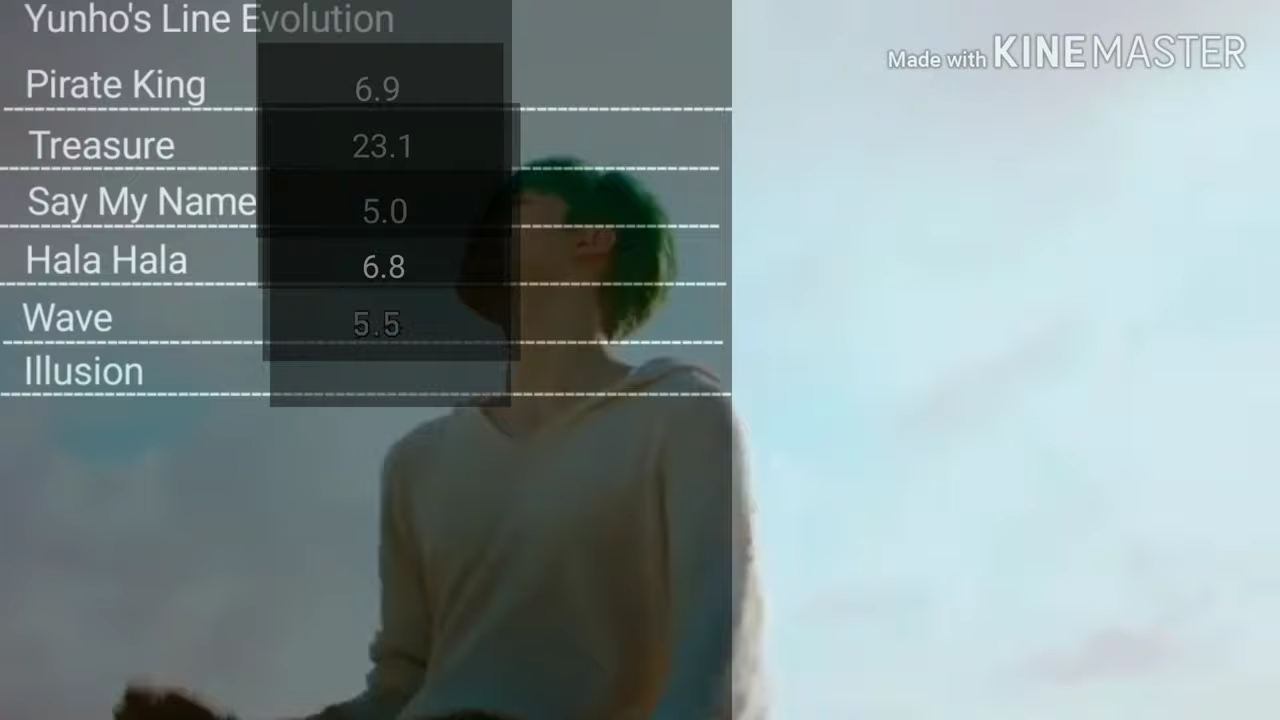 Yunho's Line Evolution
Made with KINEMASTER
Pirate King 6.9
Treasure 23.1
Say My Name 5.0
Hala Hala 6.8
Wave 5.5
Illusion